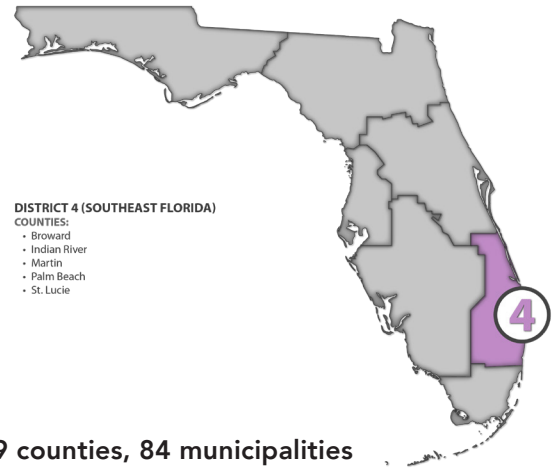 DISTRICT 4 (SOUTHEAST FLORIDA)
COUNTIES:
• Broward
• Indian River
• Martin
• Palm Beach
• St. Lucie
4
9 counties, 84 municipalities